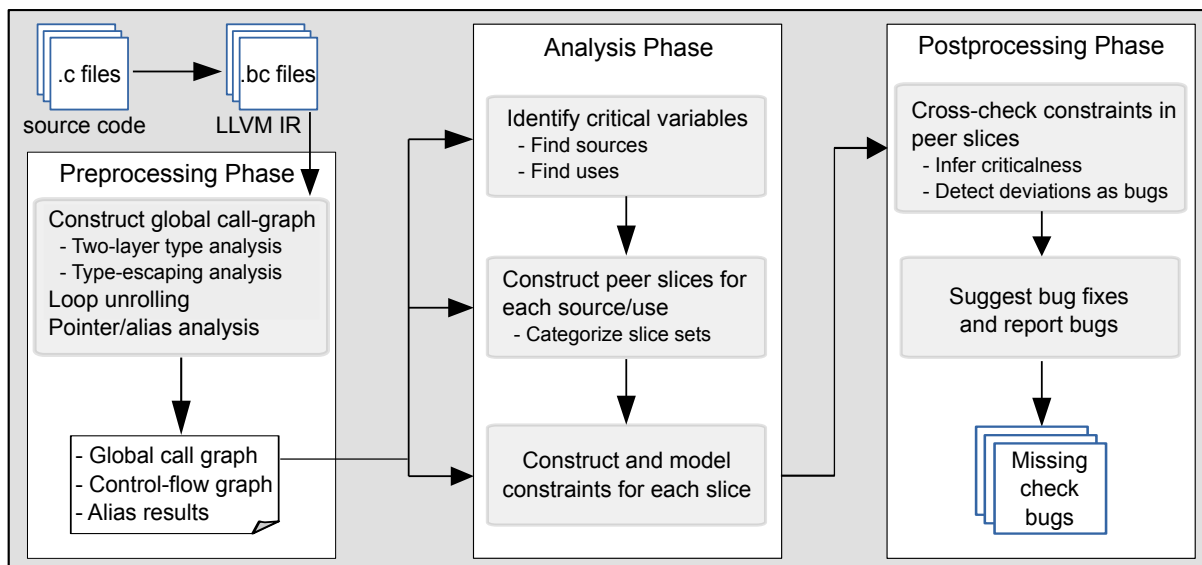 .c files
.bc files
source code
LLVM IR
Preprocessing Phase
Construct global call-graph
- Two-layer type analysis
- Type-escaping analysis
Loop unrolling
Pointer/alias analysis
- Global call graph
- Control-flow graph
- Alias results
Analysis Phase
Identify critical variables
- Find sources
- Find uses
Construct peer slices for
each source/use
- Categorize slice sets
Construct and model
constraints for each slice
Postprocessing Phase
Cross-check constraints in
peer slices
- Infer criticalness
- Detect deviations as bugs
Suggest bug fixes
and report bugs
Missing
check
bugs